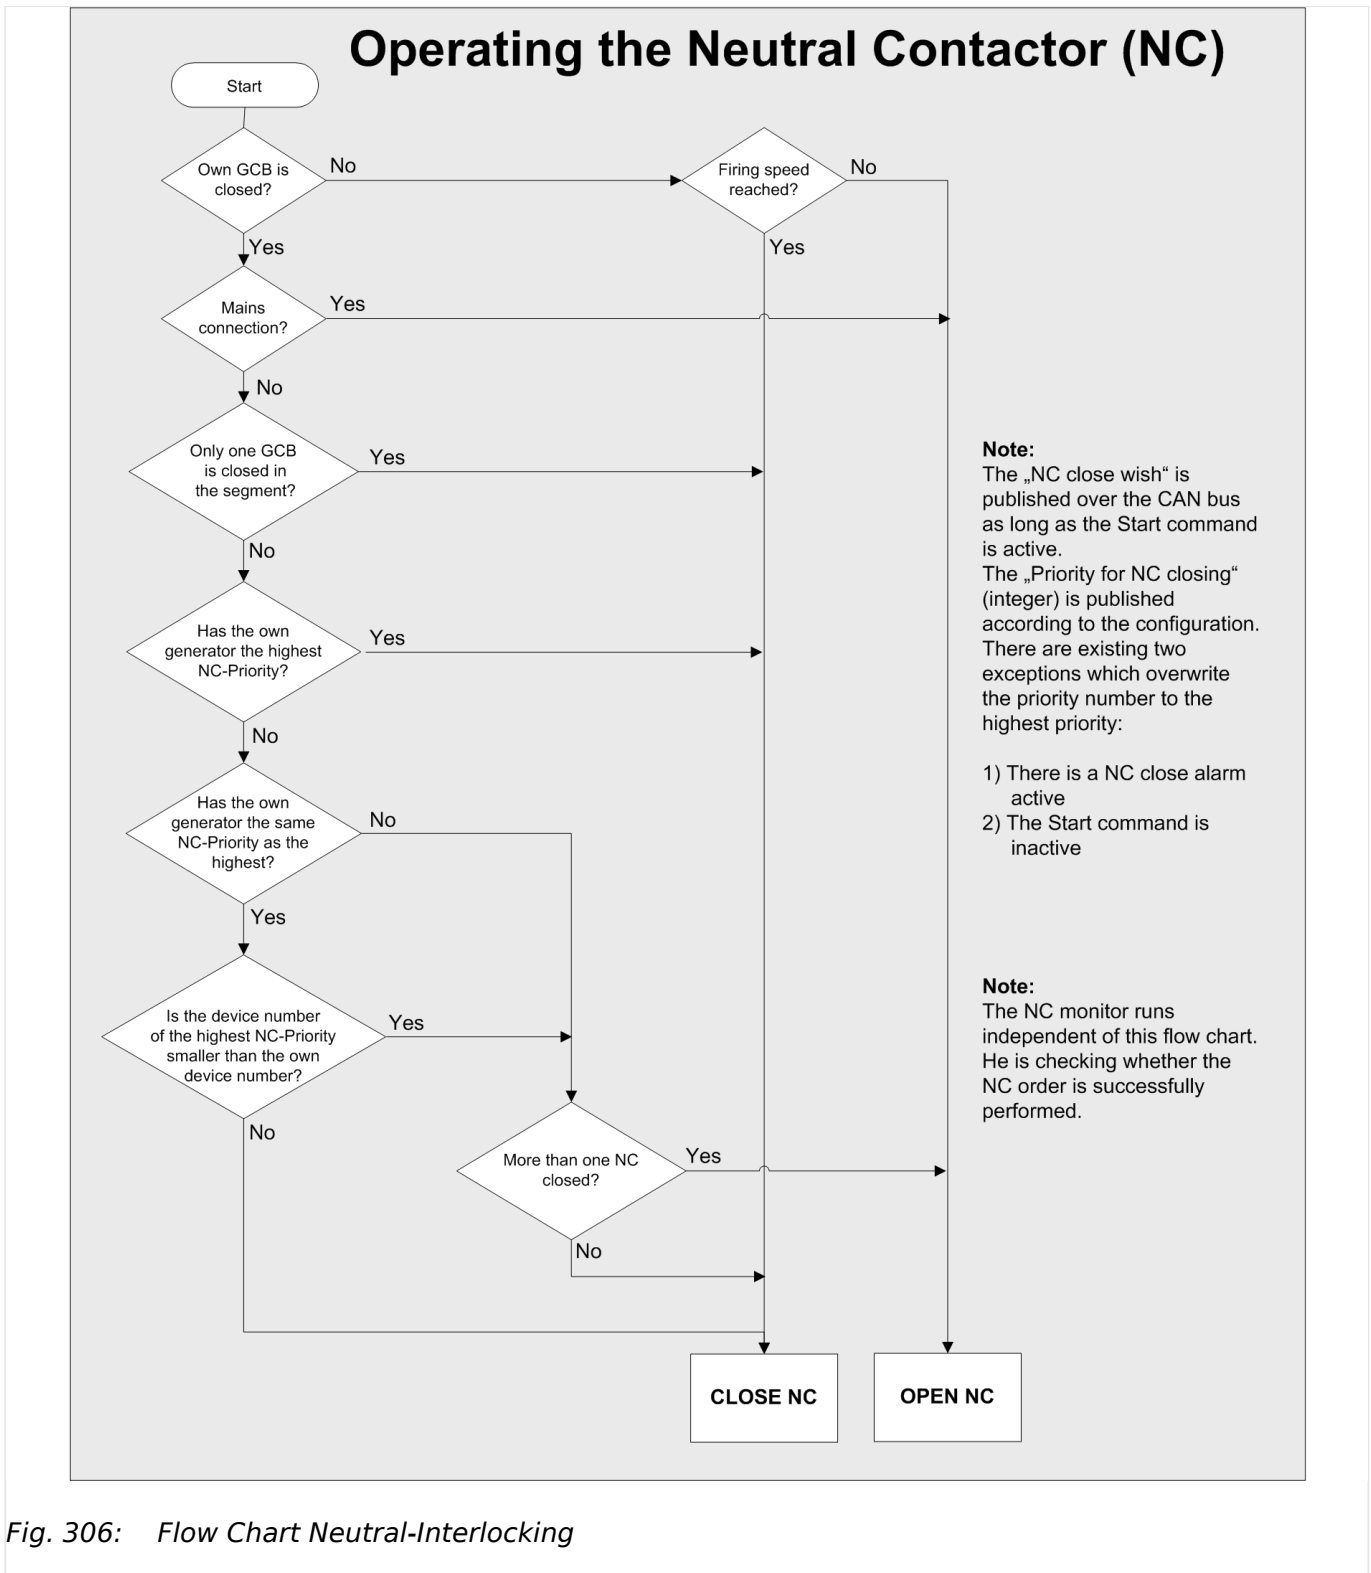 Operating the Neutral Contactor (NC)
Start
Own GCB is
closed?
No
Firing speed
reached?
No
Yes
Yes
Mains
connection?
Yes
No
Only one GCB
is closed in
the segment?
Yes
No
Has the own
generator the highest
NC-Priority?
Yes
No
Has the own
generator the same
NC-Priority as the
highest?
No
Yes
Is the device number
of the highest NC-Priority
smaller than the own
device number?
Yes
No
More than one NC
closed?
Yes
No
CLOSE NC
OPEN NC
Note:
The „NC close wish“ is
published over the CAN bus
as long as the Start command
is active.
The „Priority for NC closing“
(integer) is published
according to the configuration.
There are existing two
exceptions which overwrite
the priority number to the
highest priority:
1) There is a NC close alarm
active
2) The Start command is
inactive
Note:
The NC monitor runs
independent of this flow chart.
He is checking whether the
NC order is successfully
performed.
Fig. 306: Flow Chart Neutral-Interlocking